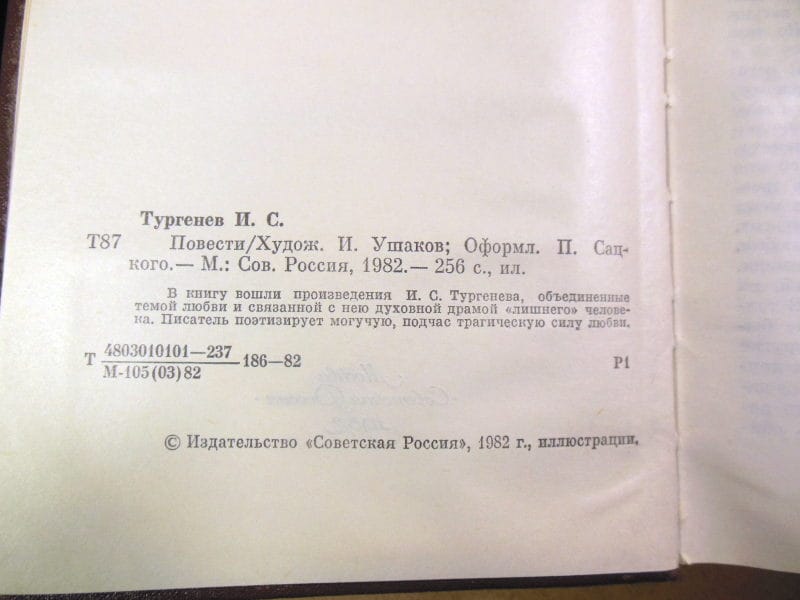 Тургенев И. С.
Т87 Повести/Худож. И. Ушаков; Оформл. П. Сац-
кого.— М.: Сов. Россия, 1982.— 256 с., ил.
В книгу вошли произведения И. С. Тургенева, объединенные
темой любви и связанной с нею духовной драмой «лишнего» челове-
ка. Писатель поэтизирует могучую, подчас трагическую силу любви.
Т 4803010101—237 186—82 Р1
М-105(03)82
© Издательство «Советская Россия», 1982 г., иллюстрации.